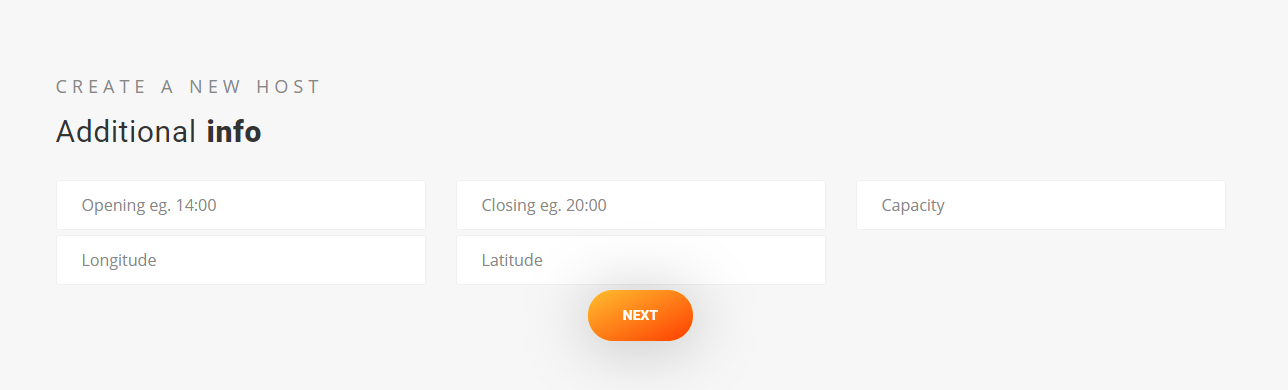 CREATE A NEW HOST
Additional info
Opening eg. 14:00
Closing eg. 20:00
Capacity
Longitude
Latitude
NEXT